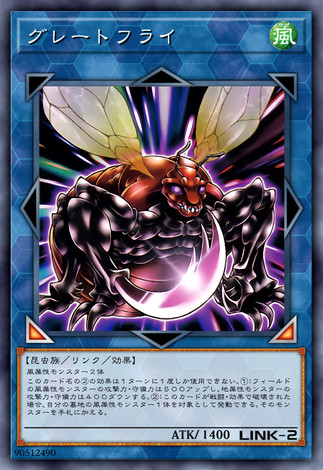 グレートフライ
風
【昆虫族／リンク／効果】
風属性モンスター２体
このカード名の②の効果は１ターンに１度しか使用できない。①：フィールド
の風属性モンスターの攻撃力・守備力は５００アップし、地属性モンスターの攻
撃力・守備力は４００ダウンする。②：このカードが戦闘・効果で破壊された
場合、自分の墓地の風属性モンスター１体を対象として発動できる。そのモン
スターを手札に加える。
ATK/1400 LINK-2
90512490